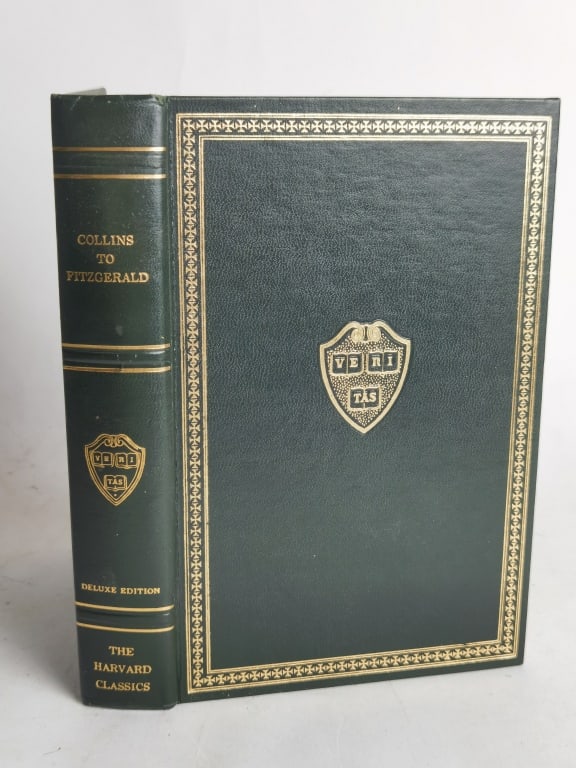 COLLINS
TO
FITZGERALD
VE RI
TAS
DELUXE EDITION
THE
HARVARD
CLASSICS
VE RI
TAS